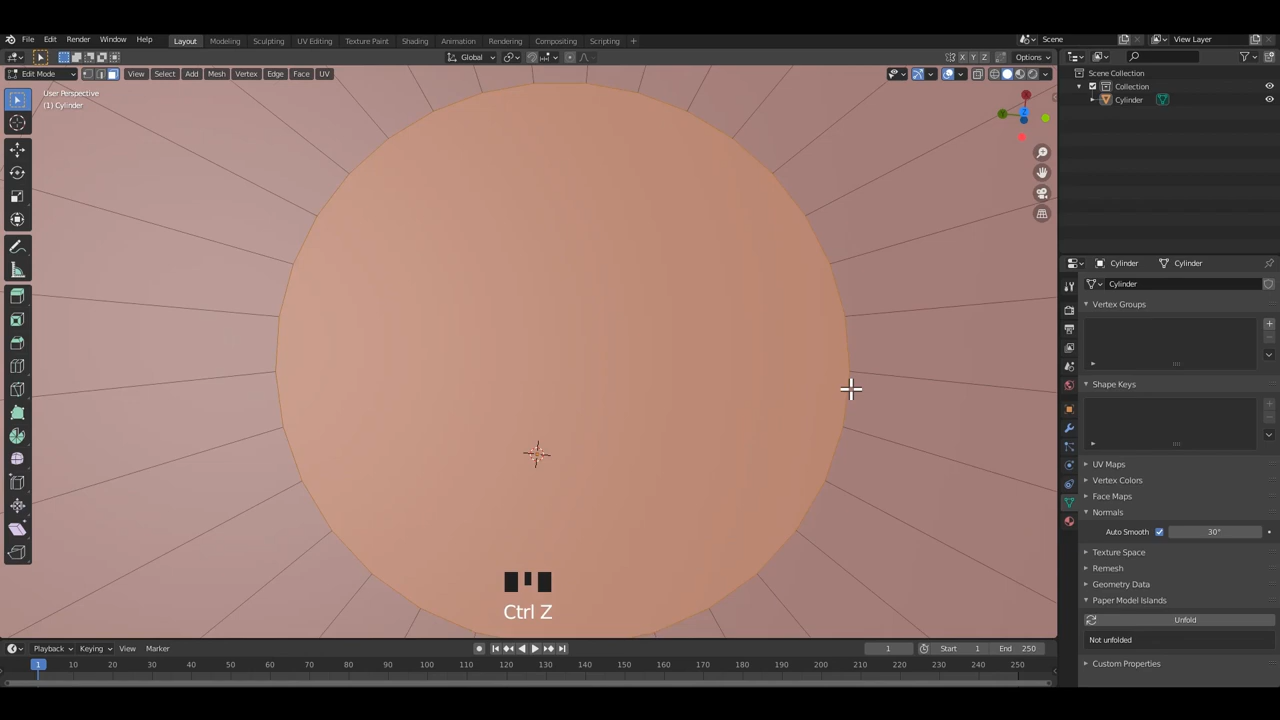 File Edit Render Window Help Layout Modeling Sculpting UV Editing Texture Paint Shading Animation Rendering Compositing Scripting + Scene View Layer
Global Options
Edit Mode View Select Add Mesh Vertex Edge Face UV
X Y Z
User Perspective
(1) Cylinder
Scene Collection
Collection
Cylinder
Cylinder Cylinder
Cylinder
Vertex Groups
Shape Keys
UV Maps
Vertex Colors
Face Maps
Normals
Auto Smooth 30°
Texture Space
Remesh
Geometry Data
Paper Model Islands
Unfold
Not unfolded
Custom Properties
Ctrl Z
Playback Keying View Marker 1 Start 1 End 250
1 10 20 30 40 50 60 70 80 90 100 110 120 130 140 150 160 170 180 190 200 210 220 230 240 250